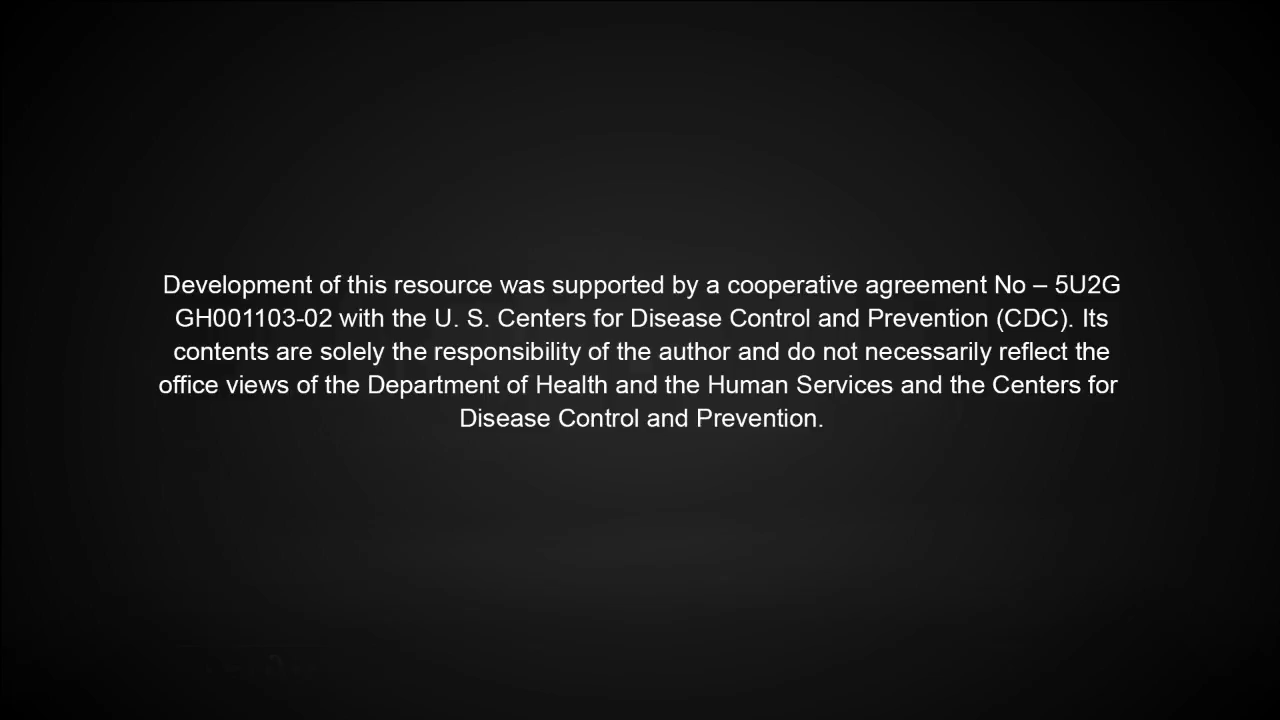 Development of this resource was supported by a cooperative agreement No – 5U2G
GH001103-02 with the U. S. Centers for Disease Control and Prevention (CDC). Its
contents are solely the responsibility of the author and do not necessarily reflect the
office views of the Department of Health and the Human Services and the Centers for
Disease Control and Prevention.